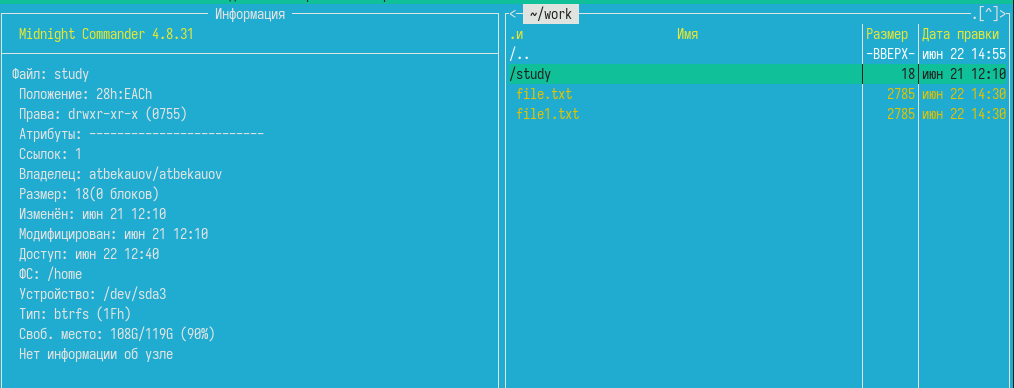 Информация
Midnight Commander 4.8.31
Файл: study
Положение: 28h:EACh
Права: drwxr-xr-x (0755)
Атрибуты: -------------------------
Ссылок: 1
Владелец: atbekauov/atbekauov
Размер: 18(0 блоков)
Изменён: июн 21 12:10
Модифицирован: июн 21 12:10
Доступ: июн 22 12:40
ФС: /home
Устройство: /dev/sda3
Тип: btrfs (1Fh)
Своб. место: 108G/119G (90%)
Нет информации об узле
<- ~/work .[^]>
.и Имя Размер Дата правки
/.. -ВВЕРХ- июн 22 14:55
/study 18 июн 21 12:10
file.txt 2785 июн 22 14:30
file1.txt 2785 июн 22 14:30